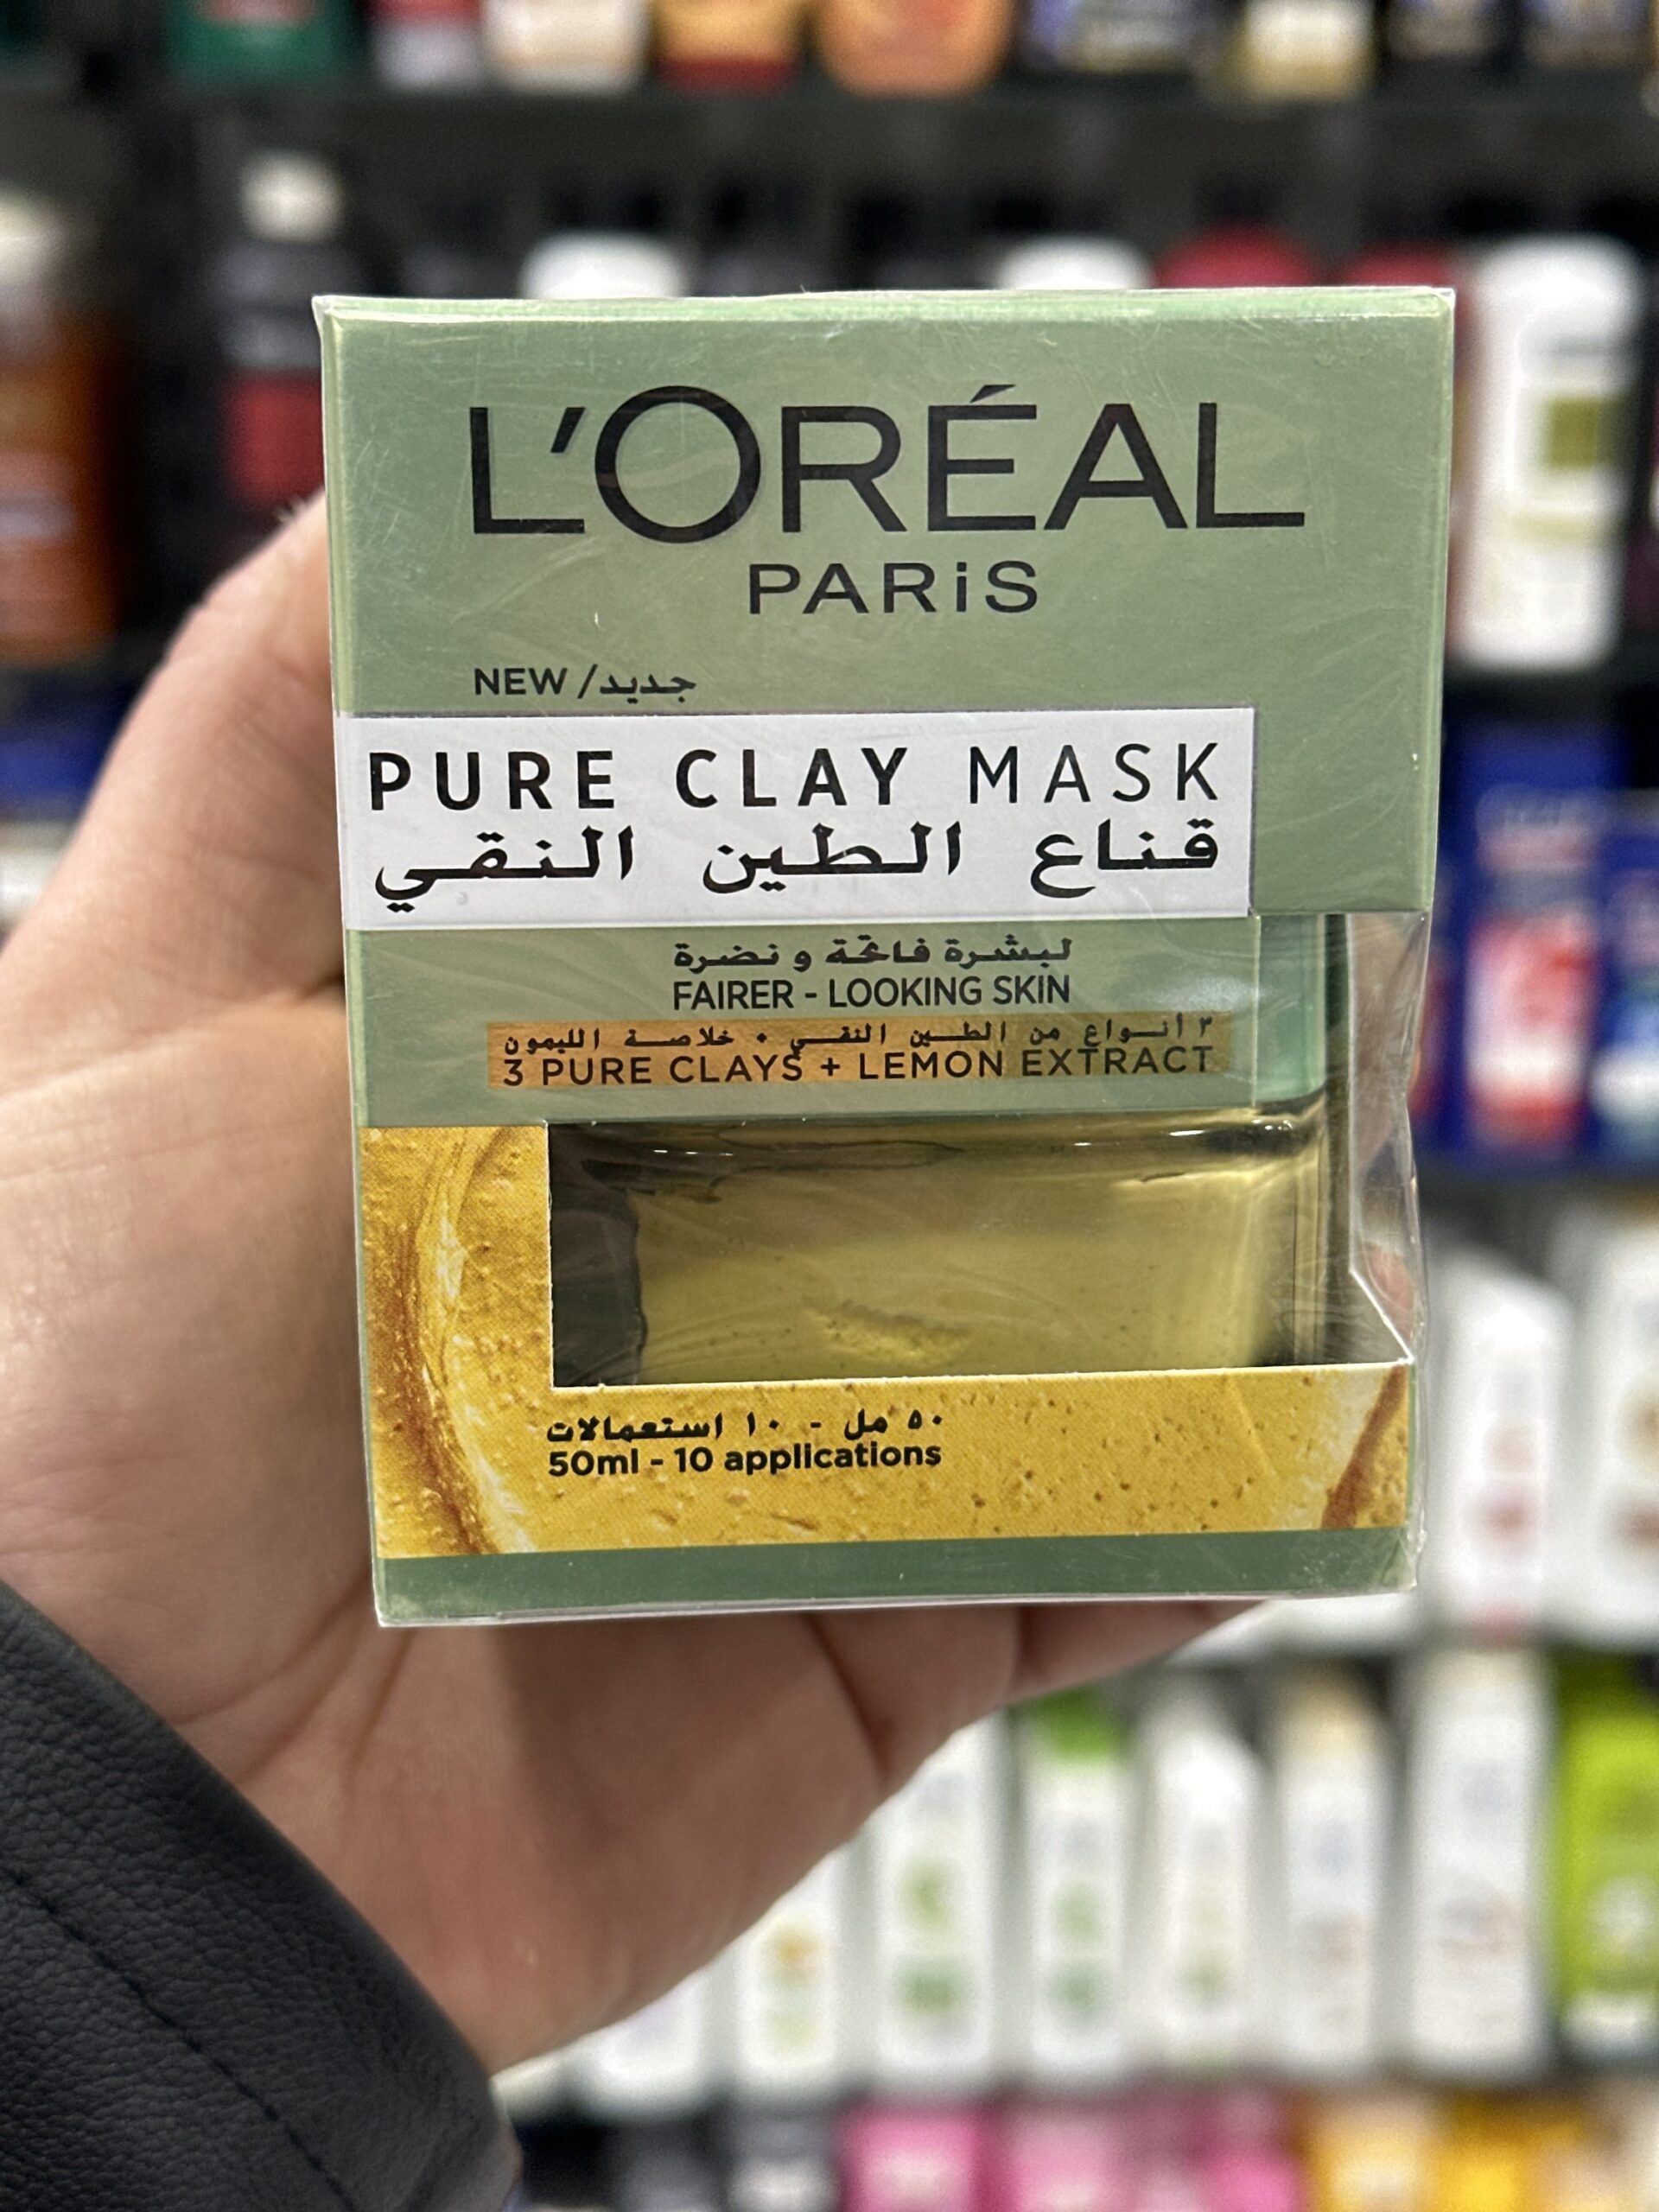 L'ORÉAL
PARiS
NEW / جديد
PURE CLAY MASK
قناع الطين النقي
لبشرة فاتحة و نضرة
FAIRER - LOOKING SKIN
٣ أنواع من الطين النقي + خلاصة الليمون
3 PURE CLAYS + LEMON EXTRACT
٥٠ مل - ١٠ استعمالات
50ml - 10 applications